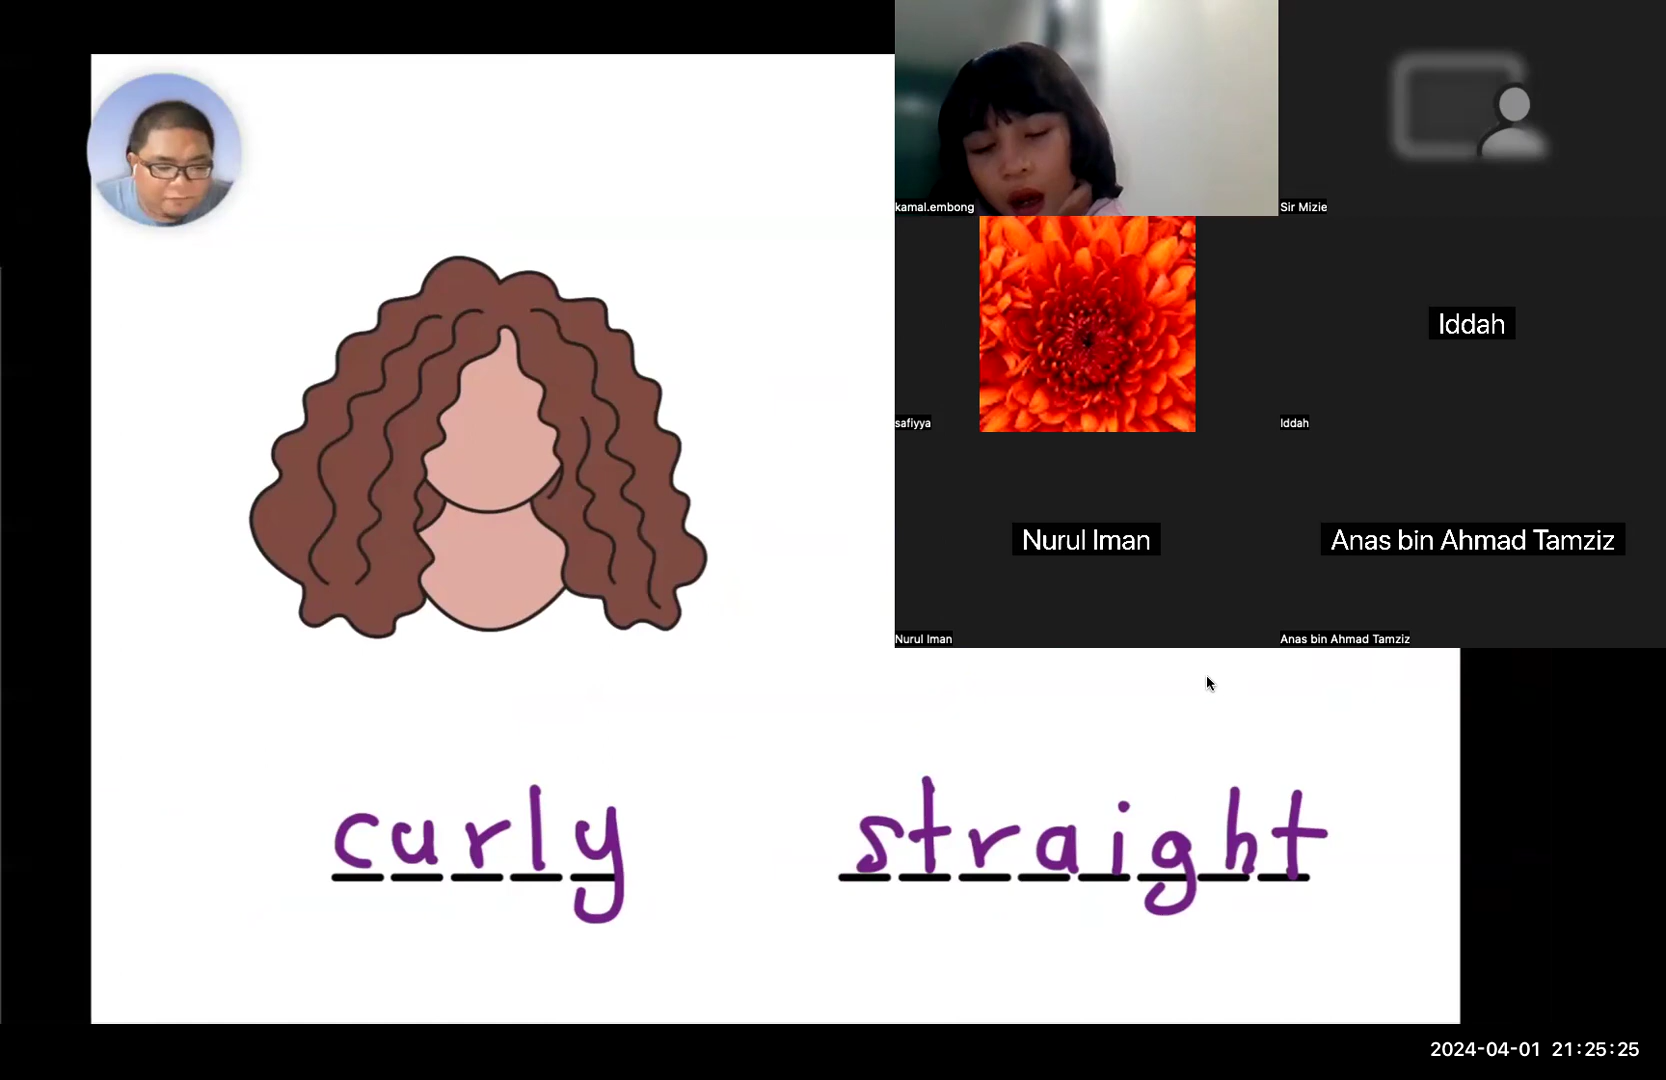 kamal.embong
Sir Mizie
safiyya
Iddah
Iddah
Nurul Iman
Anas bin Ahmad Tamziz
Nurul Iman
Anas bin Ahmad Tamziz
curly
straight
2024-04-01 21:25:25